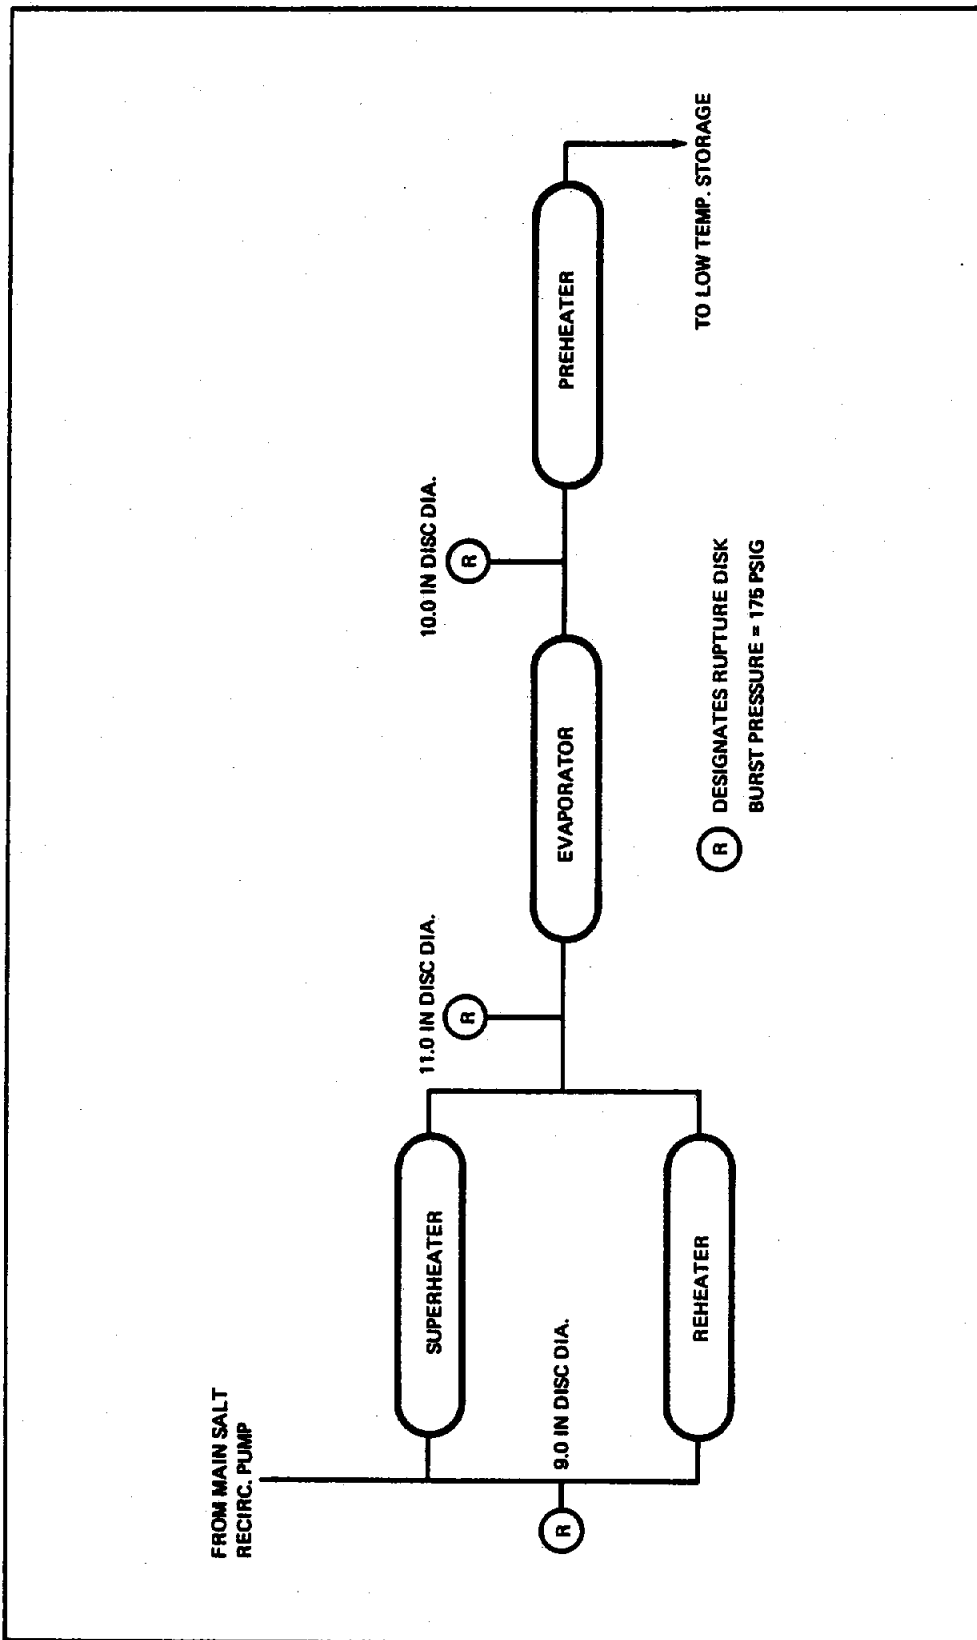 FROM MAIN SALT
RECIRC. PUMP
SUPERHEATER
11.0 IN DISC DIA.
R
10.0 IN DISC DIA.
R
9.0 IN DISC DIA.
R
EVAPORATOR
PREHEATER
REHEATER
TO LOW TEMP. STORAGE
R DESIGNATES RUPTURE DISK
BURST PRESSURE = 175 PSIG